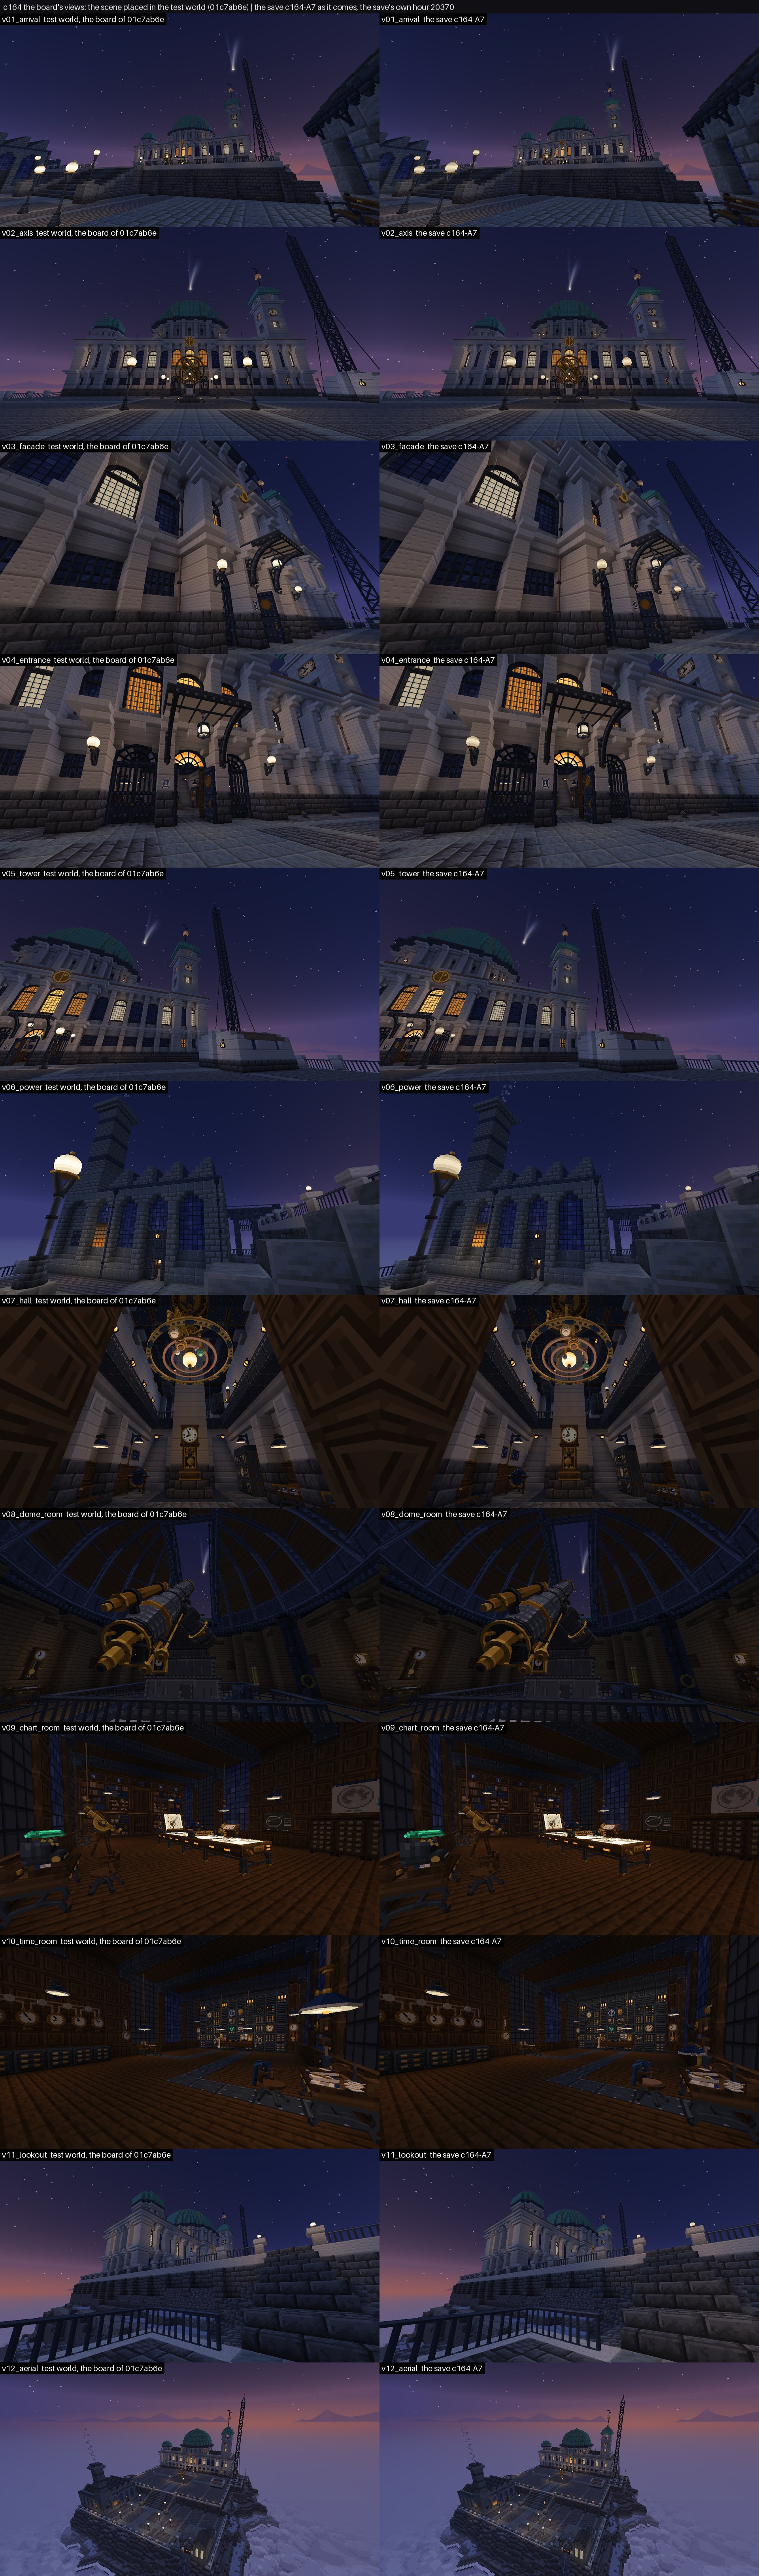 c164 the board's views: the scene placed in the test world (01c7ab6e) | the save c164-A7 as it comes, the save's own hour 20370
v01_arrival test world, the board of 01c7ab6e
v01_arrival the save c164-A7
v02_axis test world, the board of 01c7ab6e
v02_axis the save c164-A7
v03_facade test world, the board of 01c7ab6e
v03_facade the save c164-A7
v04_entrance test world, the board of 01c7ab6e
v04_entrance the save c164-A7
v05_tower test world, the board of 01c7ab6e
v05_tower the save c164-A7
v06_power test world, the board of 01c7ab6e
v06_power the save c164-A7
v07_hall test world, the board of 01c7ab6e
v07_hall the save c164-A7
v08_dome_room test world, the board of 01c7ab6e
v08_dome_room the save c164-A7
v09_chart_room test world, the board of 01c7ab6e
v09_chart_room the save c164-A7
v10_time_room test world, the board of 01c7ab6e
v10_time_room the save c164-A7
v11_lookout test world, the board of 01c7ab6e
v11_lookout the save c164-A7
v12_aerial test world, the board of 01c7ab6e
v12_aerial the save c164-A7